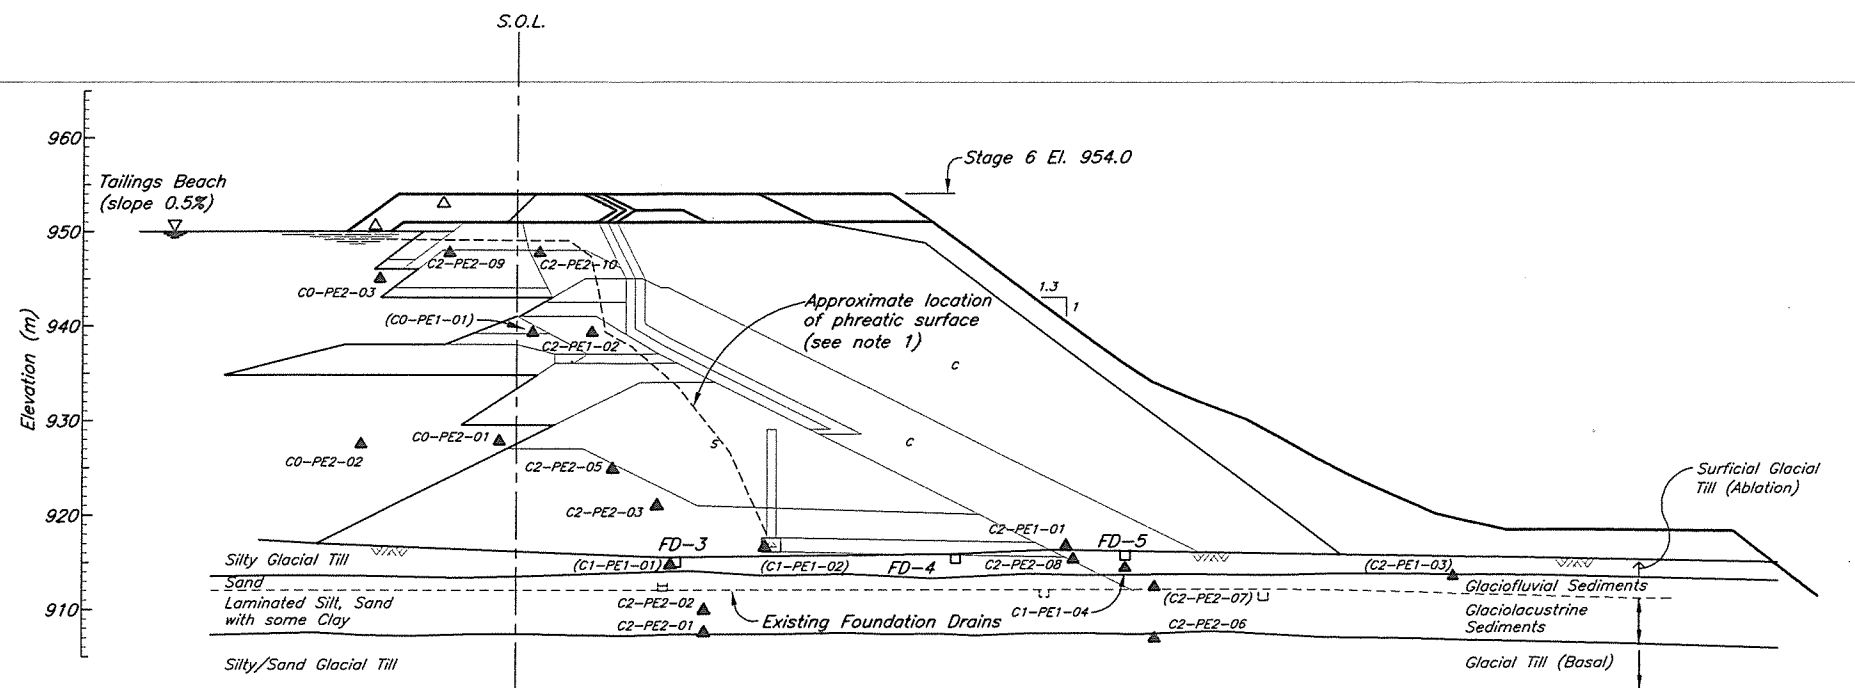 S.O.L.
960
Stage 6 El. 954.0
Tailings Beach
(slope 0.5%)
950
C2-PE2-09
C2-PE2-10
C0-PE2-03
1.3
1
Approximate location
of phreatic surface
(see note 1)
(C0-PE1-01)
940
C2-PE1-02
C
Elevation (m)
930
C0-PE2-01
S
C
C0-PE2-02
C2-PE2-05
Surficial Glacial
Till (Ablation)
920
C2-PE2-03
C2-PE1-01
FD-3
FD-5
Silty Glacial Till
(C1-PE1-01)
(C1-PE1-02)
FD-4
C2-PE2-08
(C2-PE1-03)
Sand
Glaciofluvial Sediments
910
Laminated Silt, Sand
with some Clay
C2-PE2-02
C2-PE2-01
Existing Foundation Drains
C1-PE1-04
(C2-PE2-07)
C2-PE2-06
Glaciolacustrine
Sediments
Silty/Sand Glacial Till
Glacial Till (Basal)